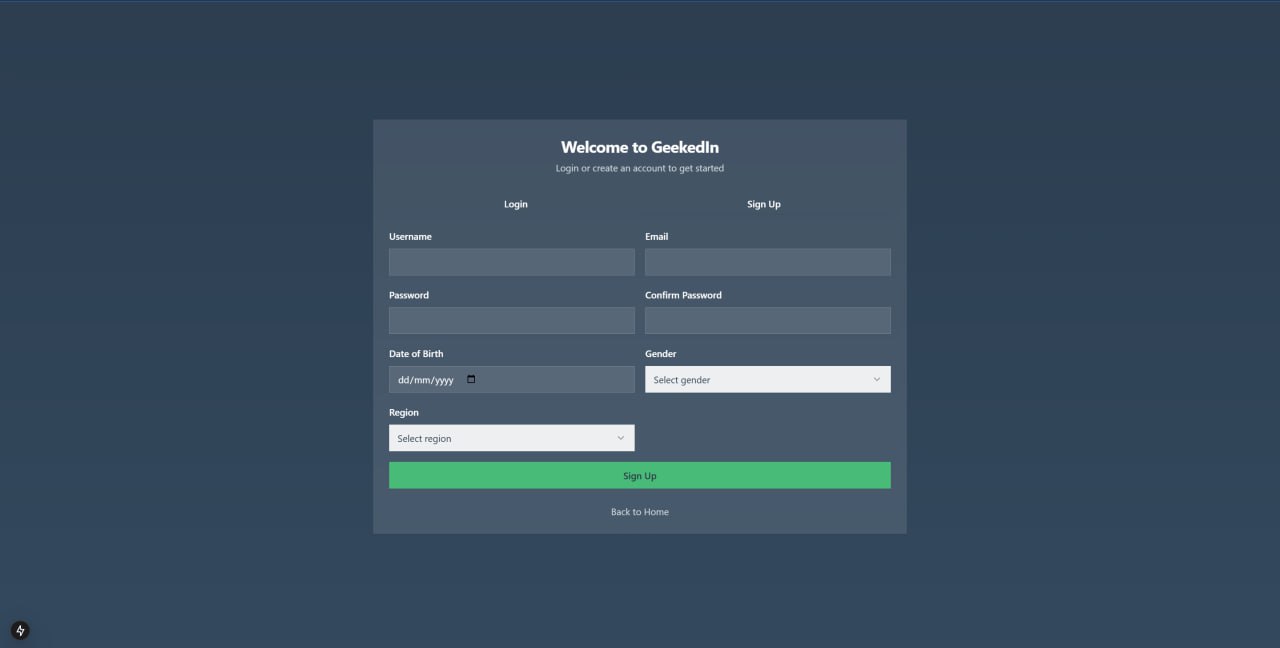 Welcome to GeekedIn
Login or create an account to get started
Login Sign Up
Username Email
Password Confirm Password
Date of Birth Gender
dd/mm/yyyy Select gender
Region
Select region
Sign Up
Back to Home